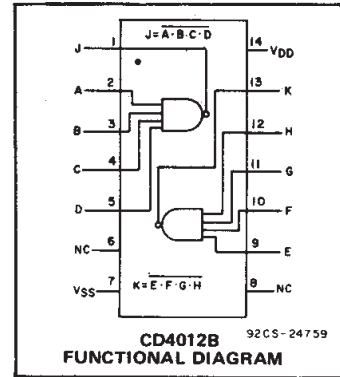 J=A·B·C·D
J 1
14 VDD
A 2
13 K
B 3
12 H
C 4
11 G
D 5
10 F
NC 6
9 E
VSS 7
8 NC
K=E·F·G·H
92CS-24759
CD4012B
FUNCTIONAL DIAGRAM